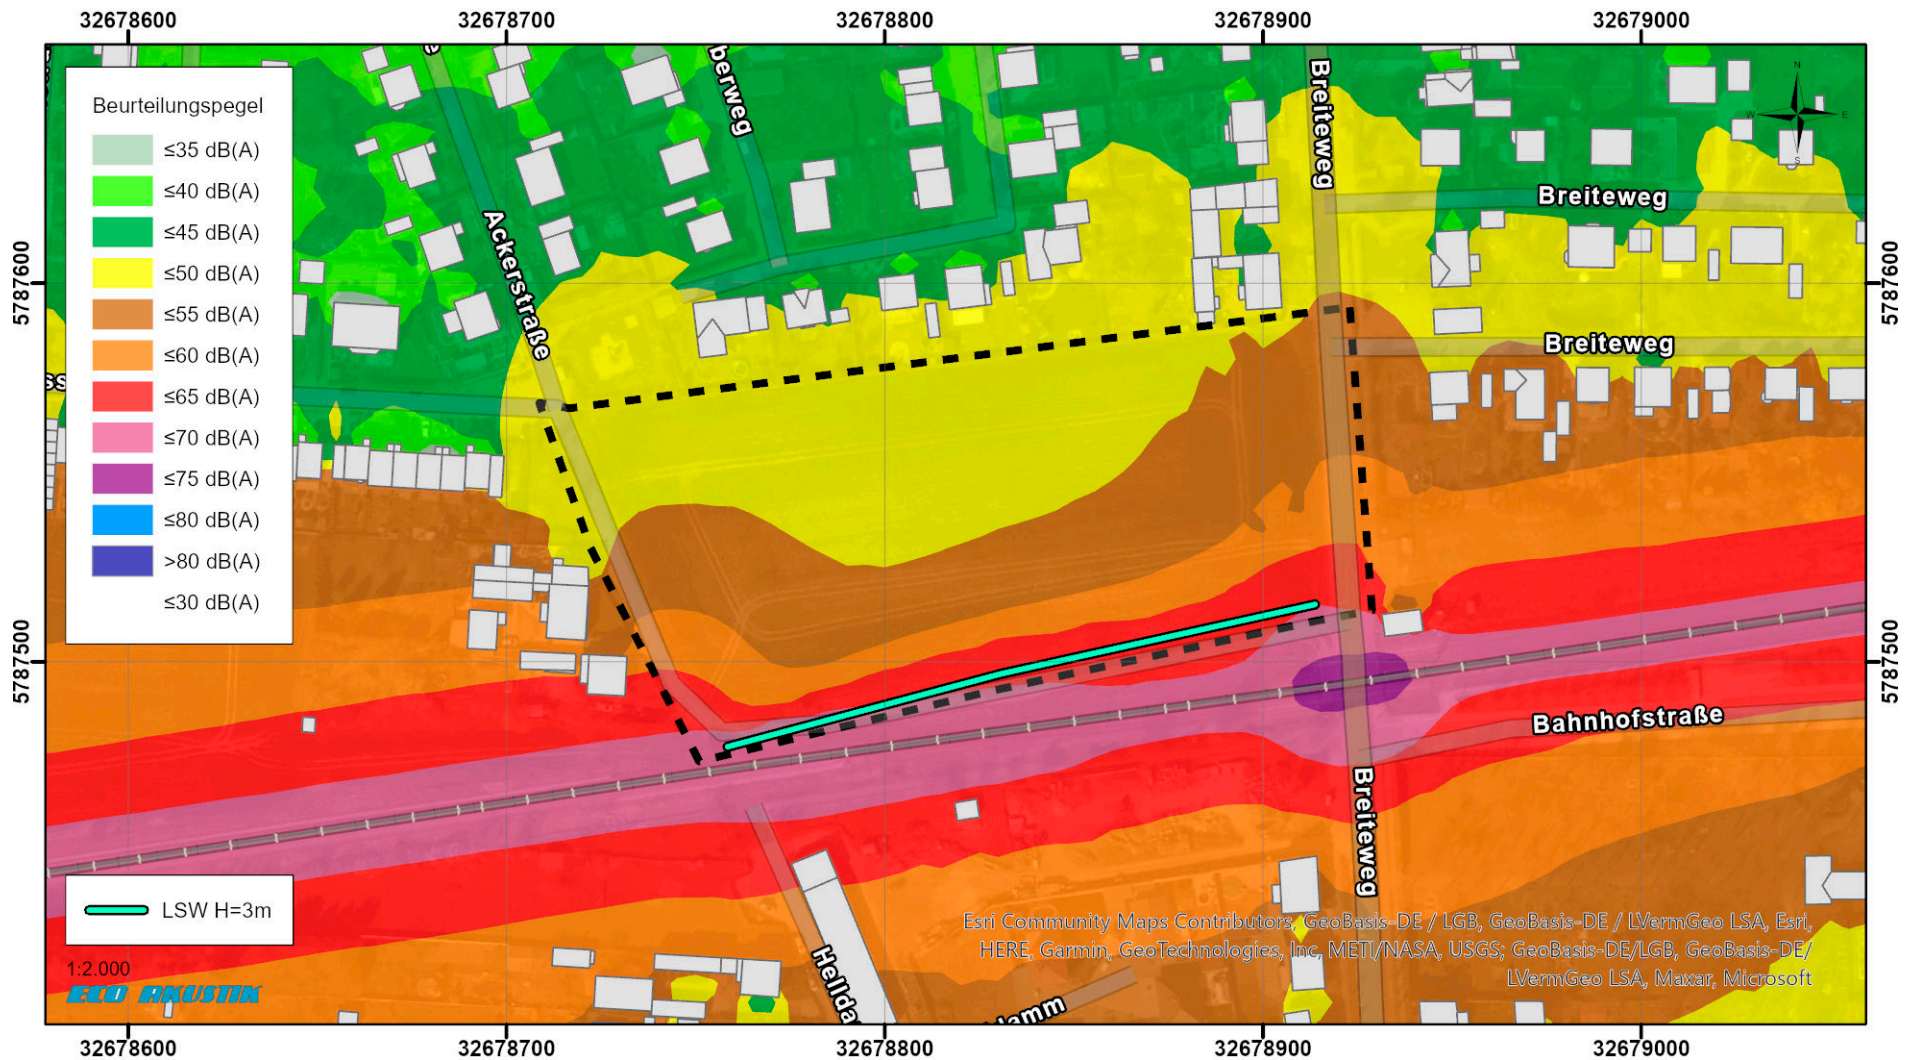 32678600
32678700
32678800
32678900
32679000
Beurteilungspegel
≤35 dB(A)
≤40 dB(A)
≤45 dB(A)
≤50 dB(A)
≤55 dB(A)
≤60 dB(A)
≤65 dB(A)
≤70 dB(A)
≤75 dB(A)
≤80 dB(A)
>80 dB(A)
≤30 dB(A)
e
berweg
Breiteweg
N
W
E
S
Ackerstraße
Breiteweg
Breiteweg
5787600
5787600
ss
5787500
5787500
Bahnhofstraße
Breiteweg
LSW H=3m
Hellda
damm
1:2.000
ECO AKUSTIK
Esri Community Maps Contributors, GeoBasis-DE / LGB, GeoBasis-DE / LVermGeo LSA, Esri,
HERE, Garmin, GeoTechnologies, Inc, METI/NASA, USGS; GeoBasis-DE/LGB, GeoBasis-DE/
LVermGeo LSA, Maxar, Microsoft
32678600
32678700
32678800
32678900
32679000